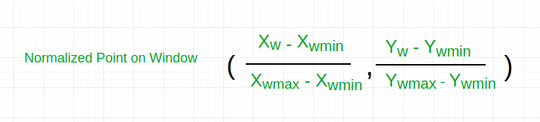 Normalized Point on Window ( Xw - Xwmin / Xwmax - Xwmin , Yw - Ywmin / Ywmax - Ywmin )